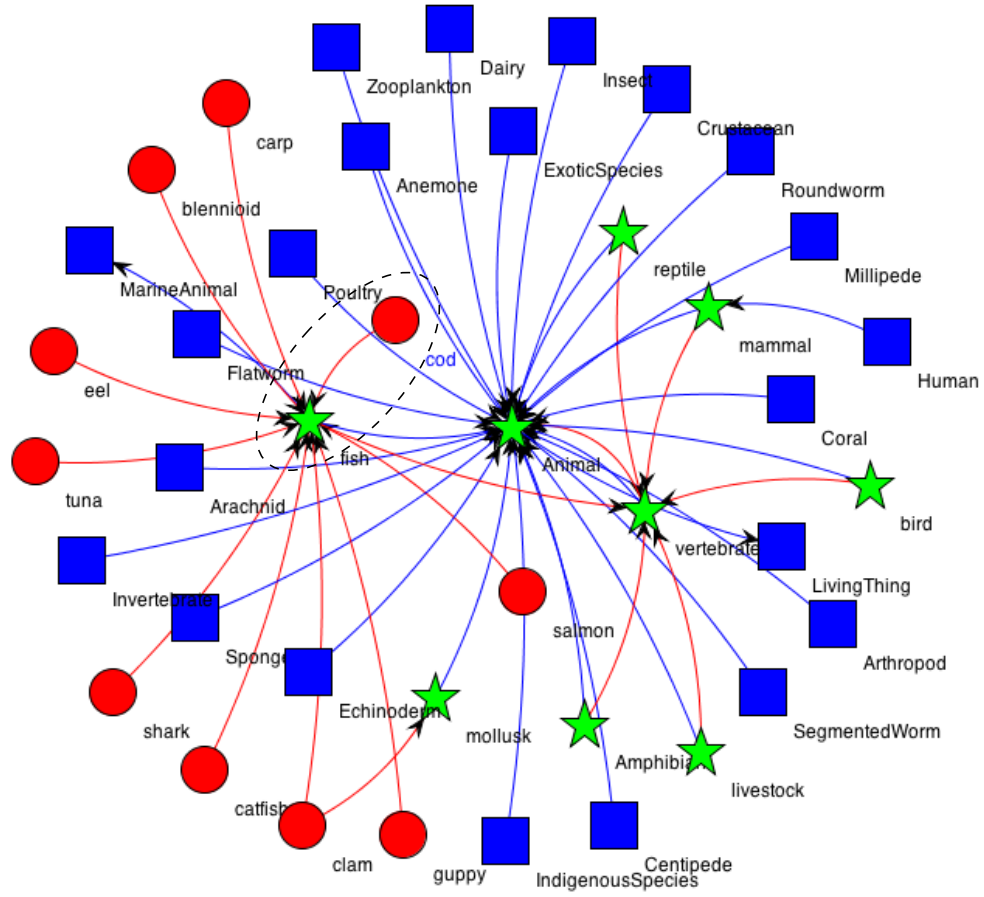 Dairy
Insect
Zooplankton
Crustacean
carp
ExoticSpecies
Anemone
Roundworm
blennioid
reptile
Millipede
MarineAnimal
Poultry
mammal
cod
Flatworm
Human
eel
Coral
fish
Animal
tuna
Arachnid
bird
vertebrate
LivingThing
Invertebrate
salmon
Sponge
Arthropod
Echinoderm
shark
mollusk
SegmentedWorm
Amphibian
livestock
catfish
clam
guppy
Centipede
IndigenousSpecies